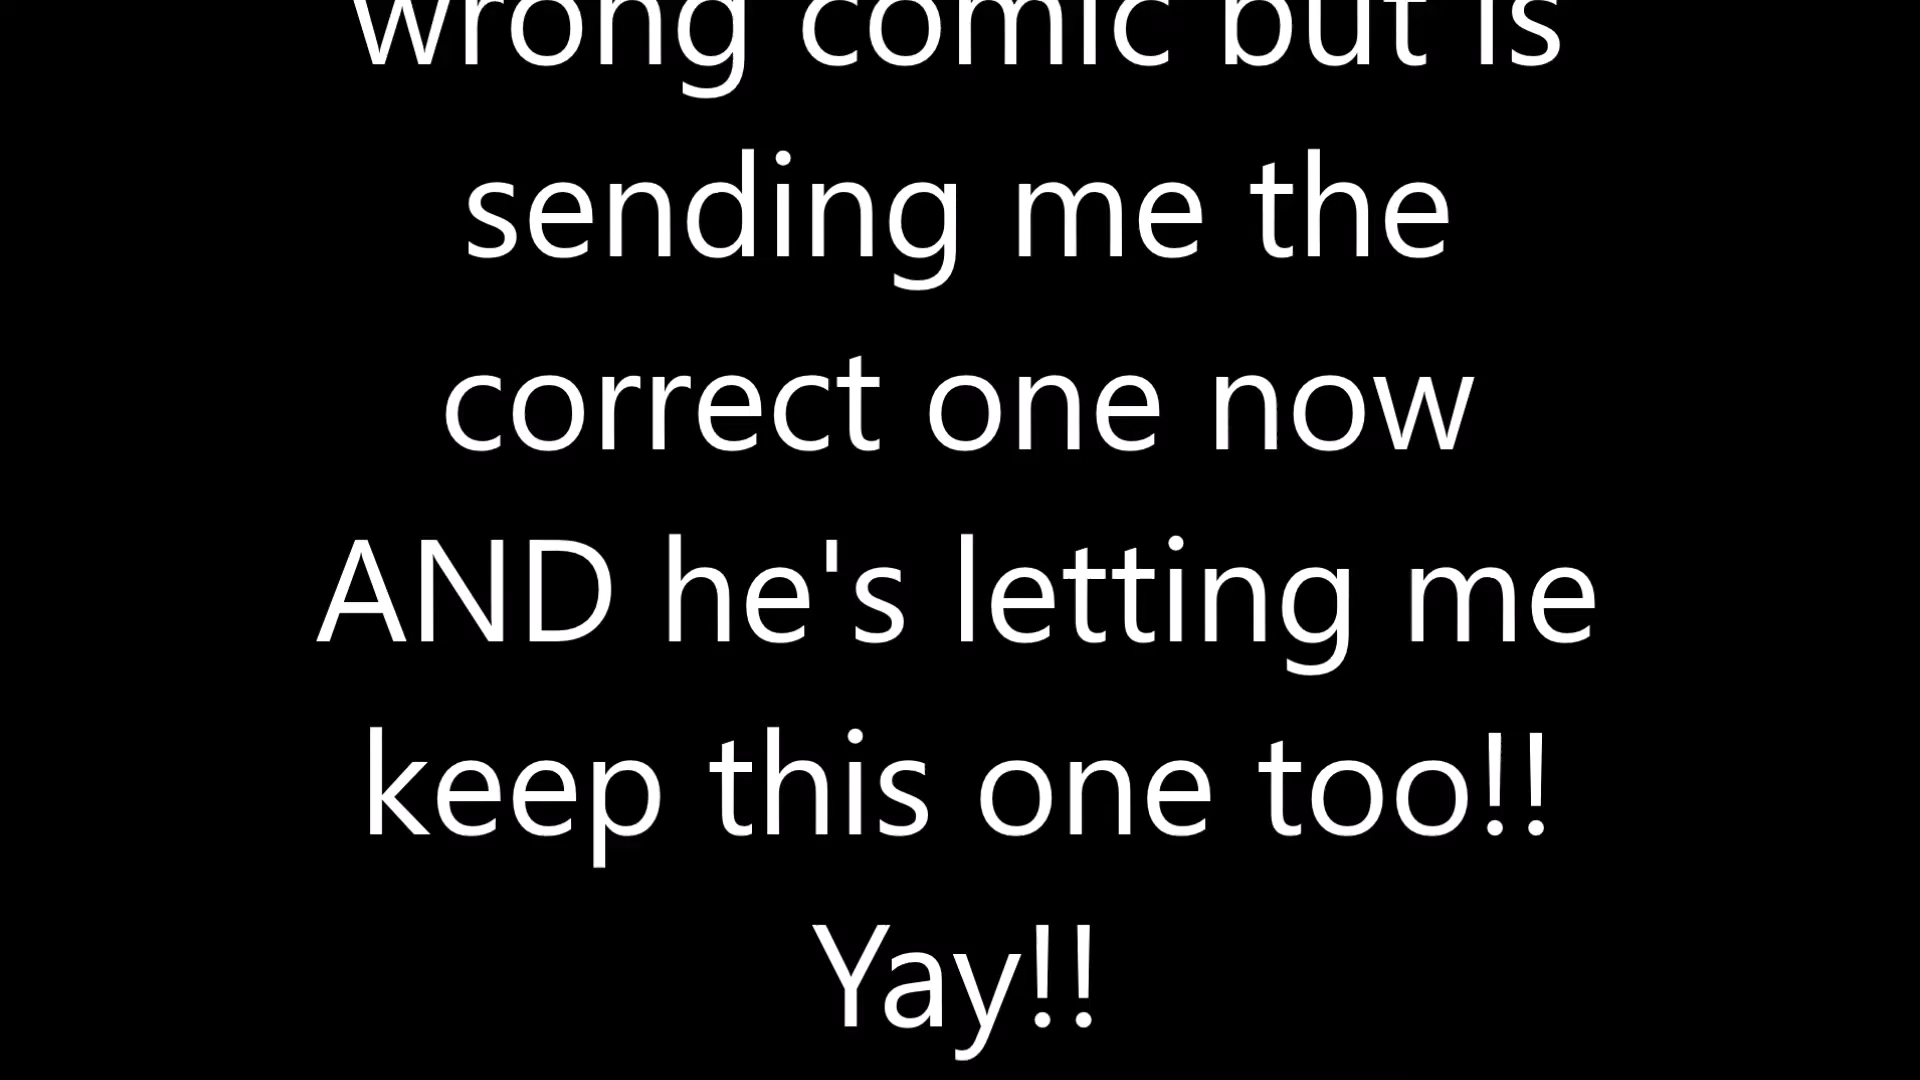 wrong comic but is
sending me the
correct one now
AND he's letting me
keep this one too!!
Yay!!